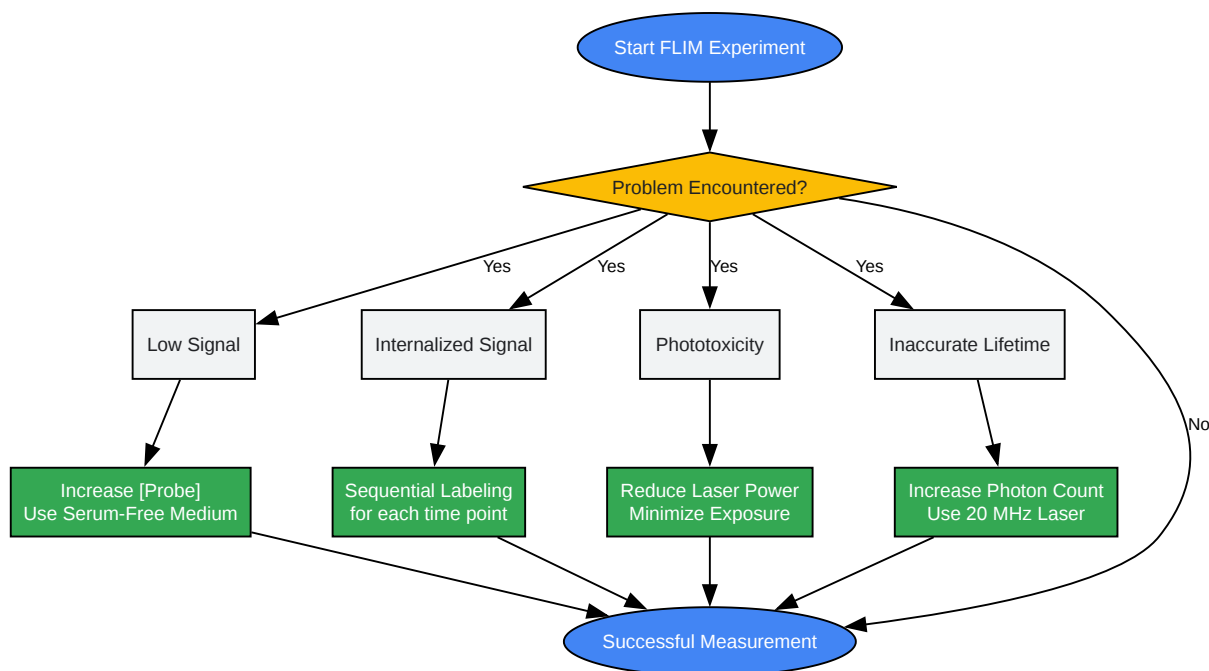 Start FLIM Experiment
Problem Encountered?
Yes
Yes
Yes
Yes
No
Low Signal
Internalized Signal
Phototoxicity
Inaccurate Lifetime
Increase [Probe]
Use Serum-Free Medium
Sequential Labeling
for each time point
Reduce Laser Power
Minimize Exposure
Increase Photon Count
Use 20 MHz Laser
Successful Measurement